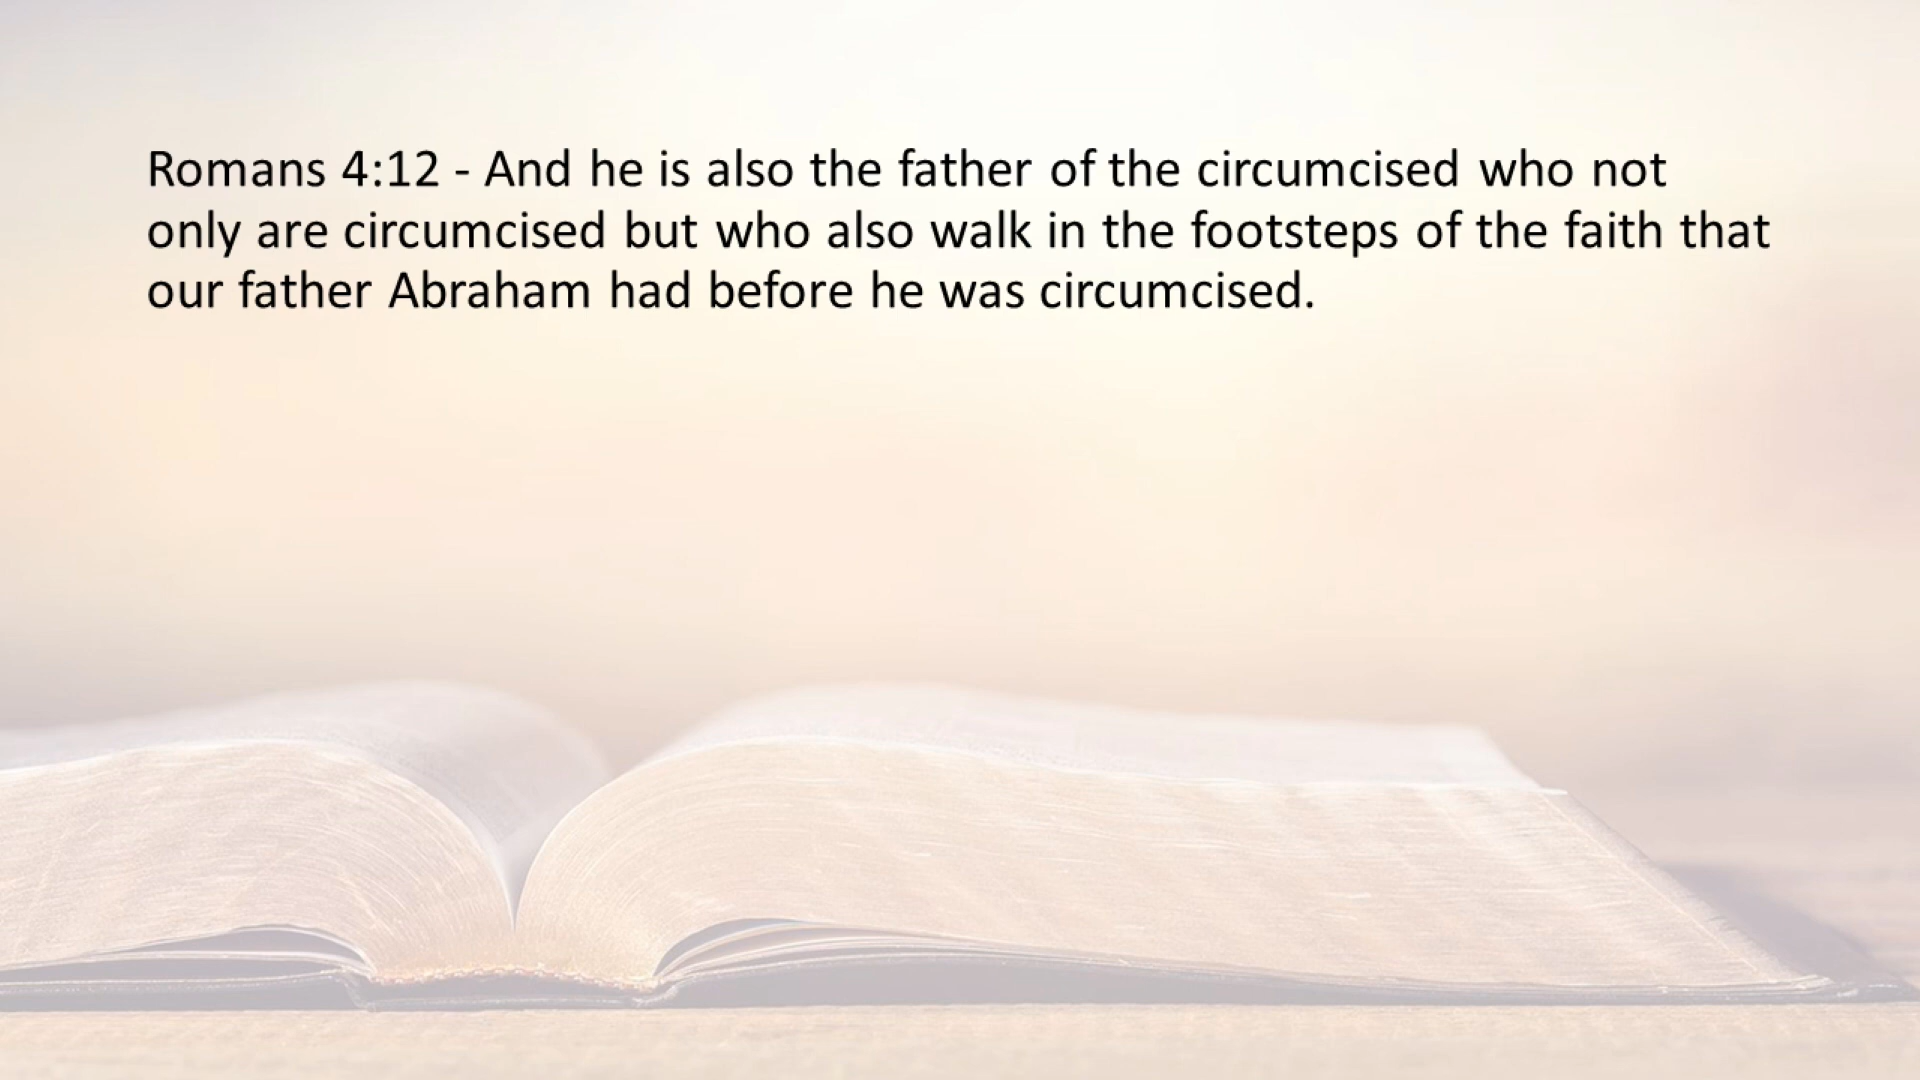 Romans 4:12 - And he is also the father of the circumcised who not
only are circumcised but who also walk in the footsteps of the faith that
our father Abraham had before he was circumcised.